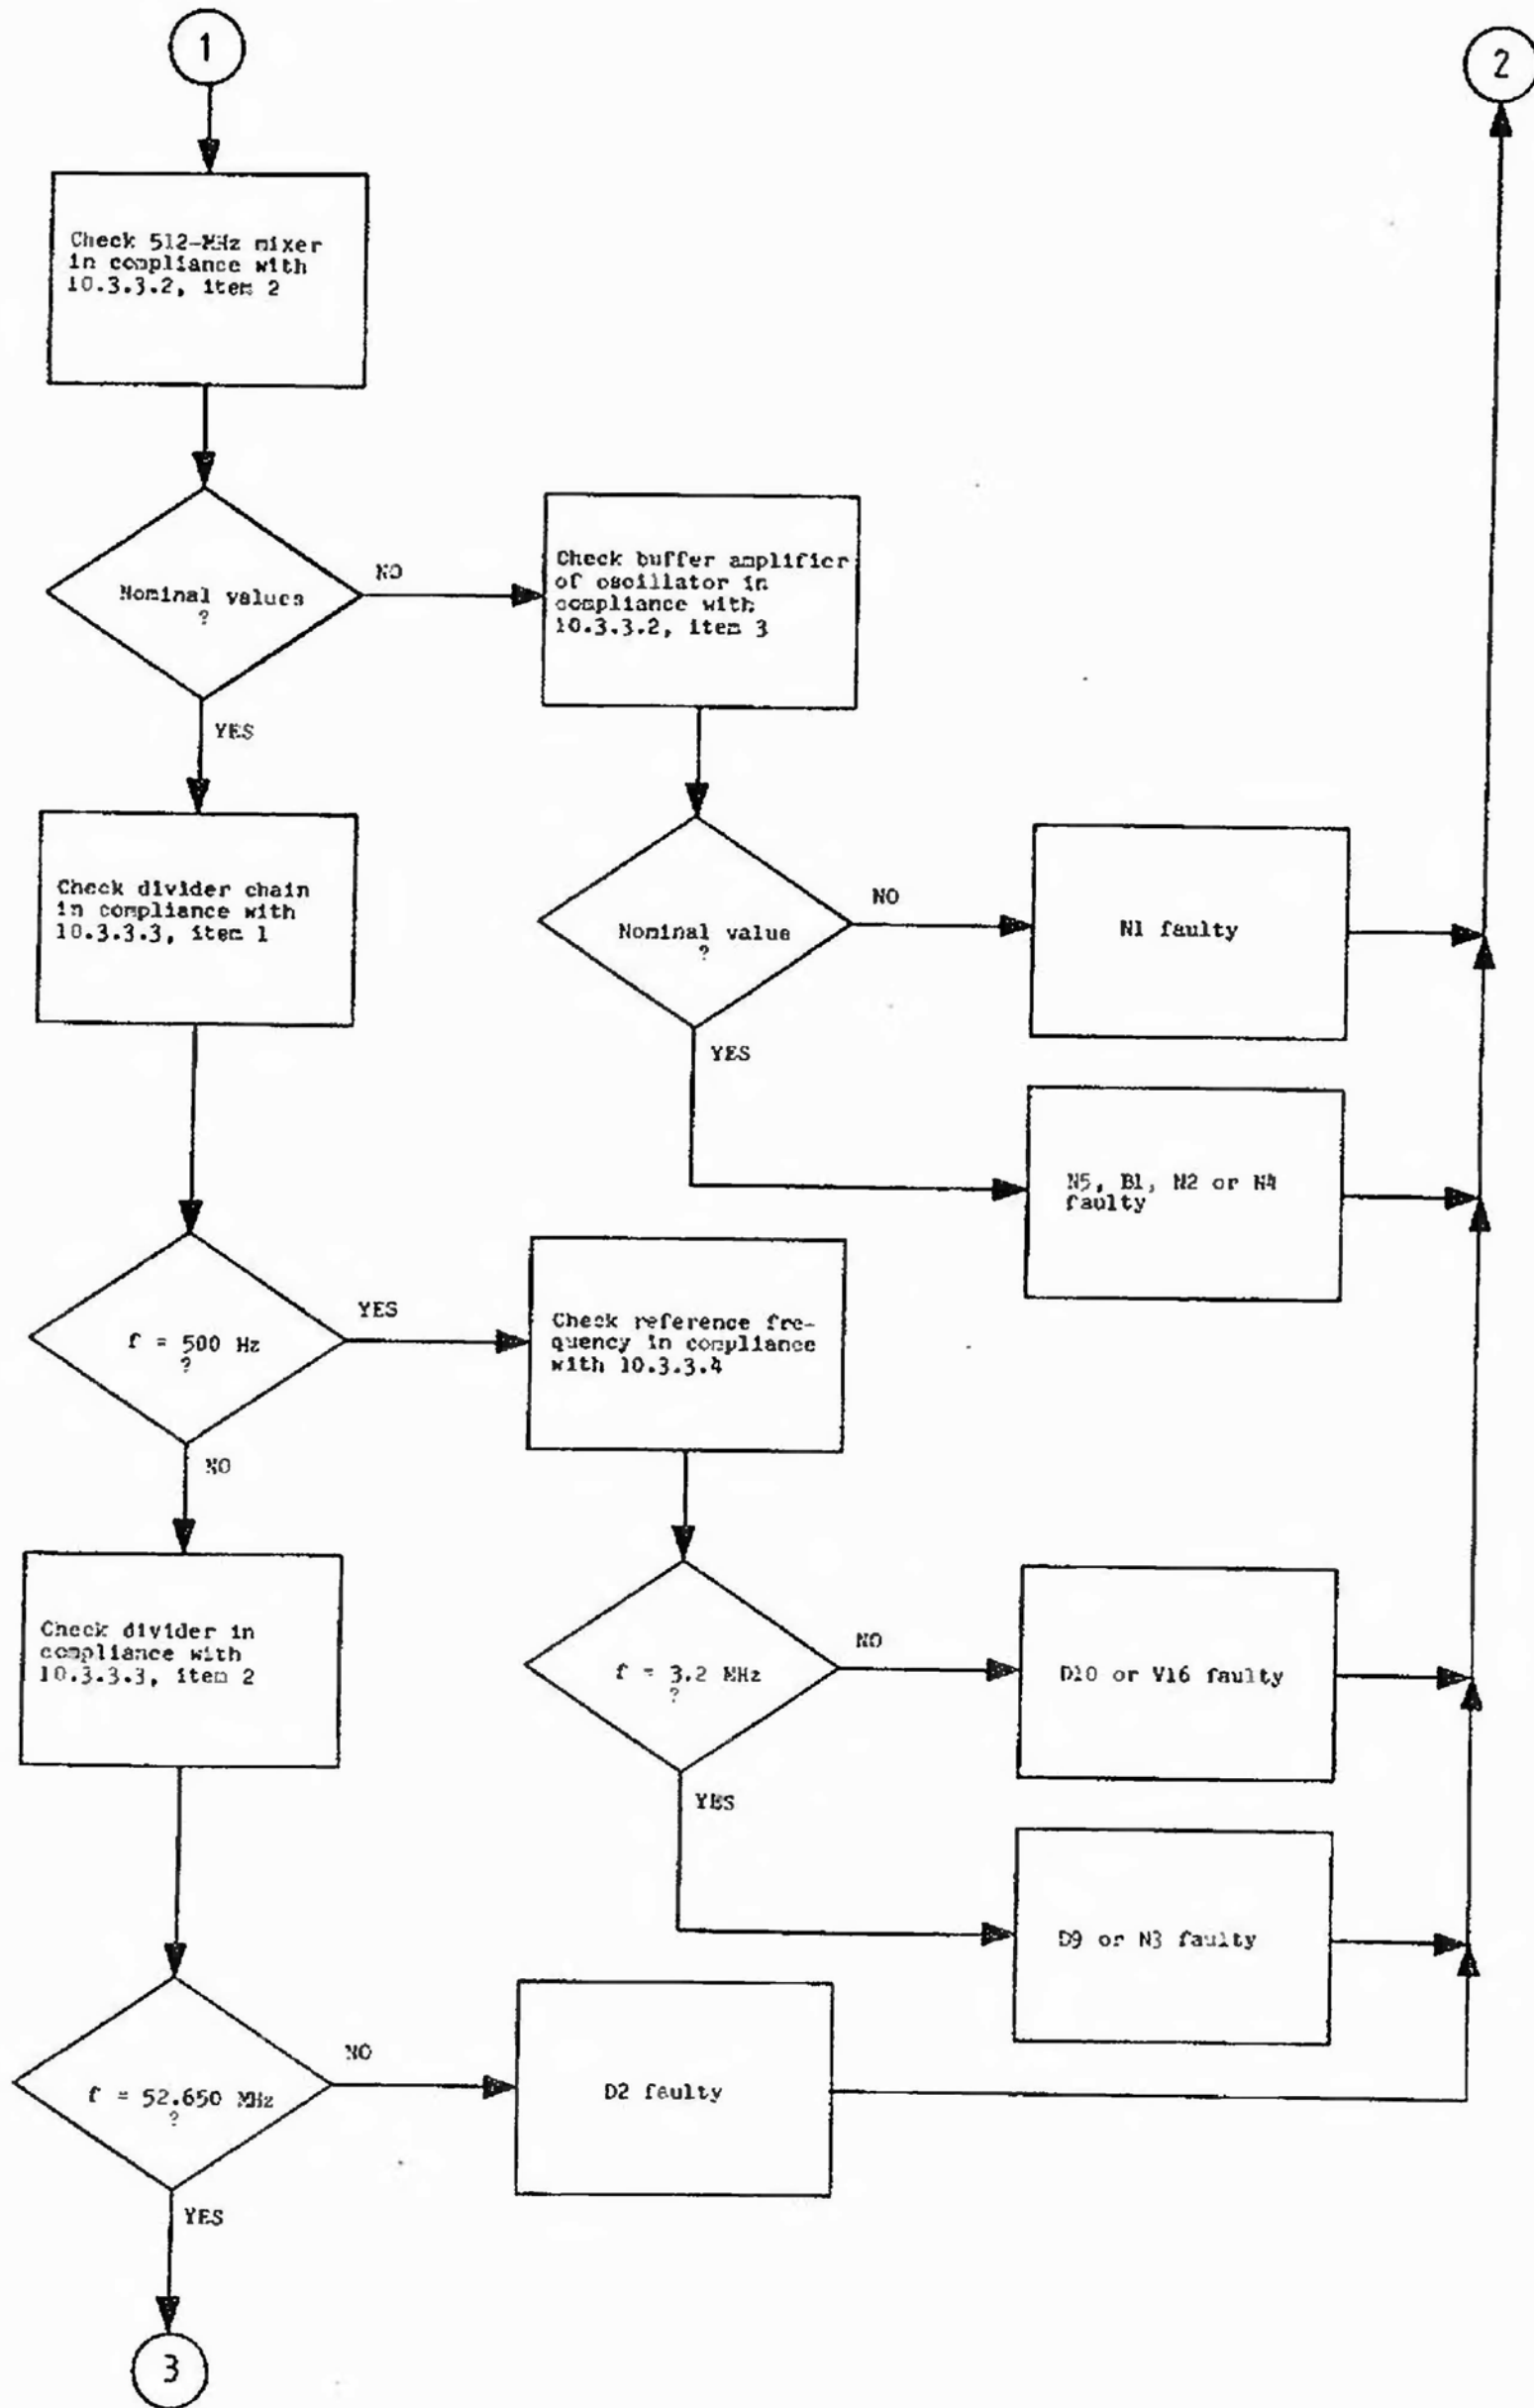 1
2
Check 512-MHz mixer
in compliance with
10.3.3.2, item 2
Nominal values
?
NO
YES
Check buffer amplifier
of oscillator in
compliance with
10.3.3.2, item 3
Check divider chain
in compliance with
10.3.3.3, item 1
Nominal value
?
NO
YES
N1 faulty
N5, B1, N2 or N4
faulty
f = 500 Hz
?
YES
NO
Check reference fre-
quency in compliance
with 10.3.3.4
Check divider in
compliance with
10.3.3.3, item 2
f = 3.2 MHz
?
NO
YES
D10 or V16 faulty
D9 or N3 faulty
f = 52.650 MHz
?
NO
YES
D2 faulty
3